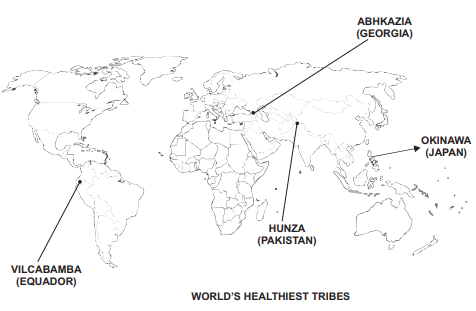 ABHKAZIA
(GEORGIA)
OKINAWA
(JAPAN)
HUNZA
(PAKISTAN)
VILCABAMBA
(EQUADOR)
WORLD'S HEALTHIEST TRIBES